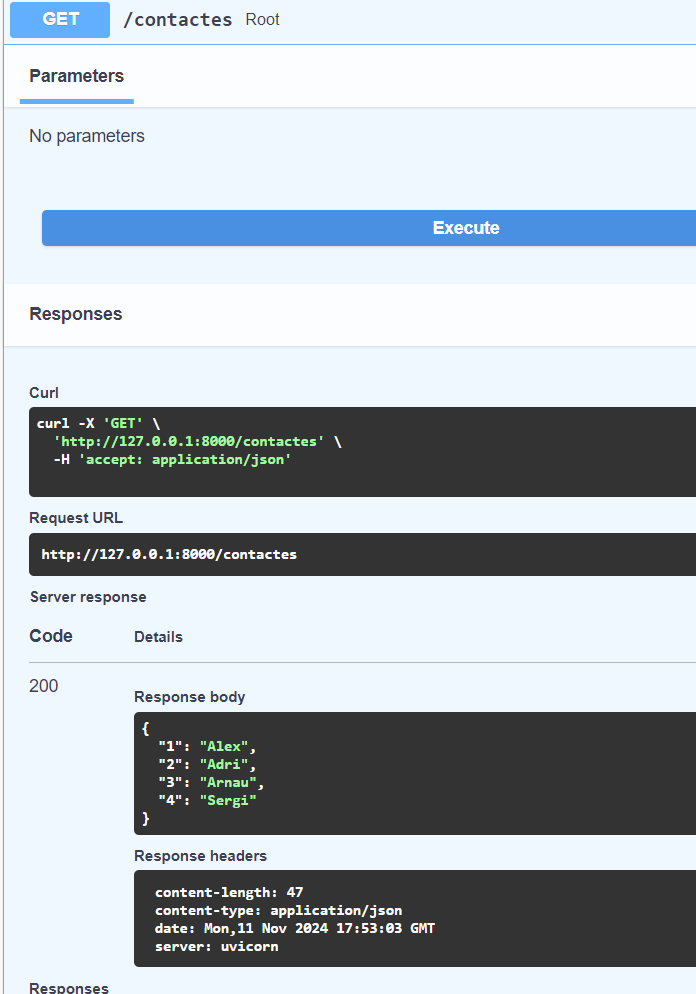 GET /contactes Root
Parameters
No parameters
Execute
Responses
Curl
curl -X 'GET' \
'http://127.0.0.1:8000/contactes' \
-H 'accept: application/json'
Request URL
http://127.0.0.1:8000/contactes
Server response
Code Details
200
Response body
{
"1": "Alex",
"2": "Adri",
"3": "Arnau",
"4": "Sergi"
}
Response headers
content-length: 47
content-type: application/json
date: Mon,11 Nov 2024 17:53:03 GMT
server: uvicorn
Responses